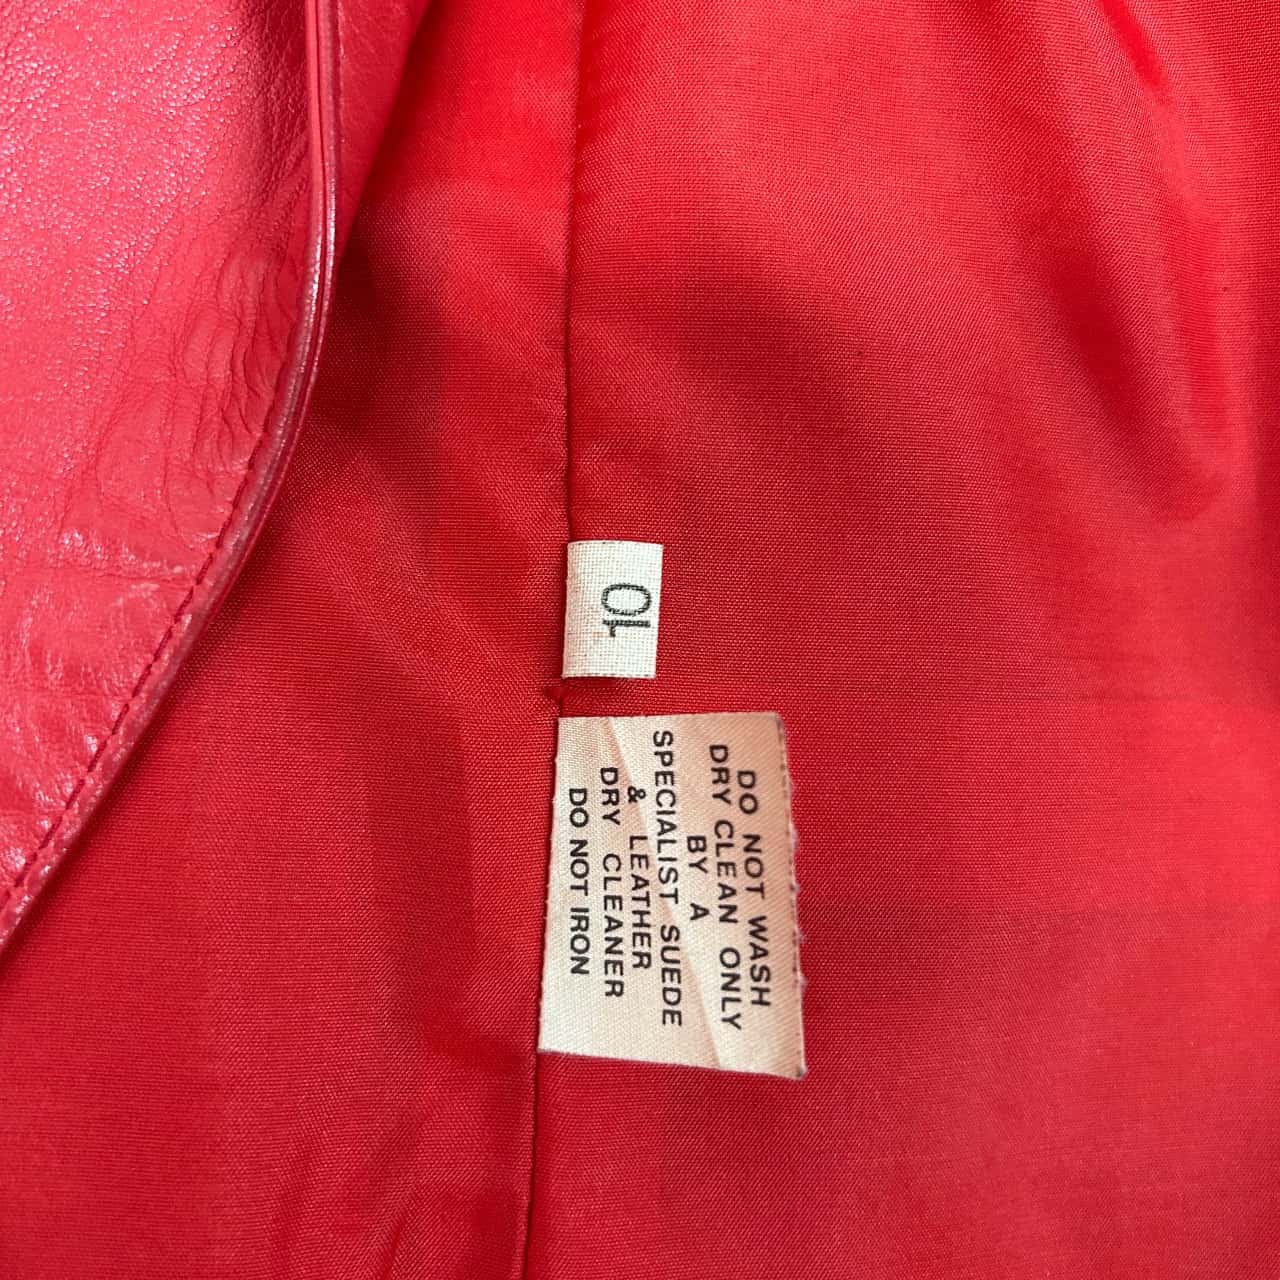 10
DO NOT WASH
DRY CLEAN ONLY
BY A
SPECIALIST SUEDE
& LEATHER
DRY CLEANER
DO NOT IRON